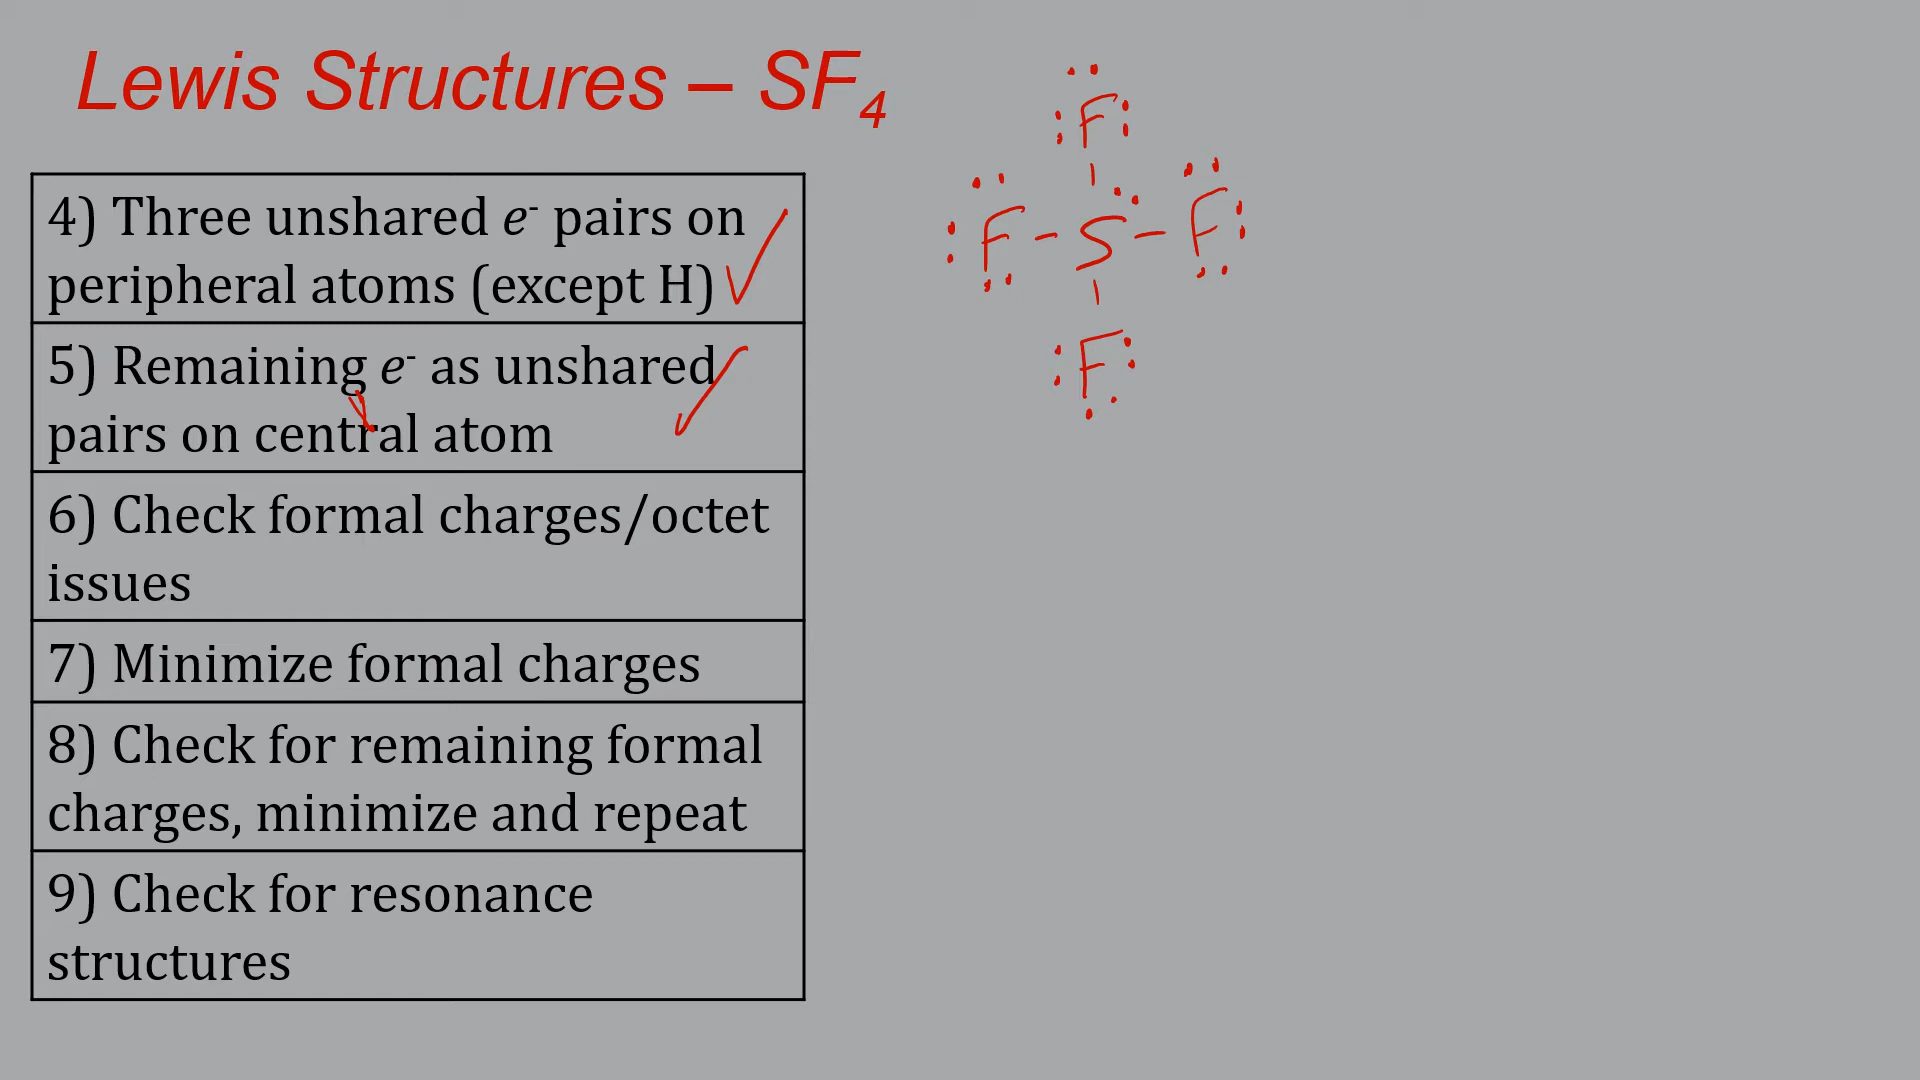 Lewis Structures – SF₄
4) Three unshared e⁻ pairs on
peripheral atoms (except H)
5) Remaining e⁻ as unshared
pairs on central atom
6) Check formal charges/octet
issues
7) Minimize formal charges
8) Check for remaining formal
charges, minimize and repeat
9) Check for resonance
structures
F
F - S - F
F